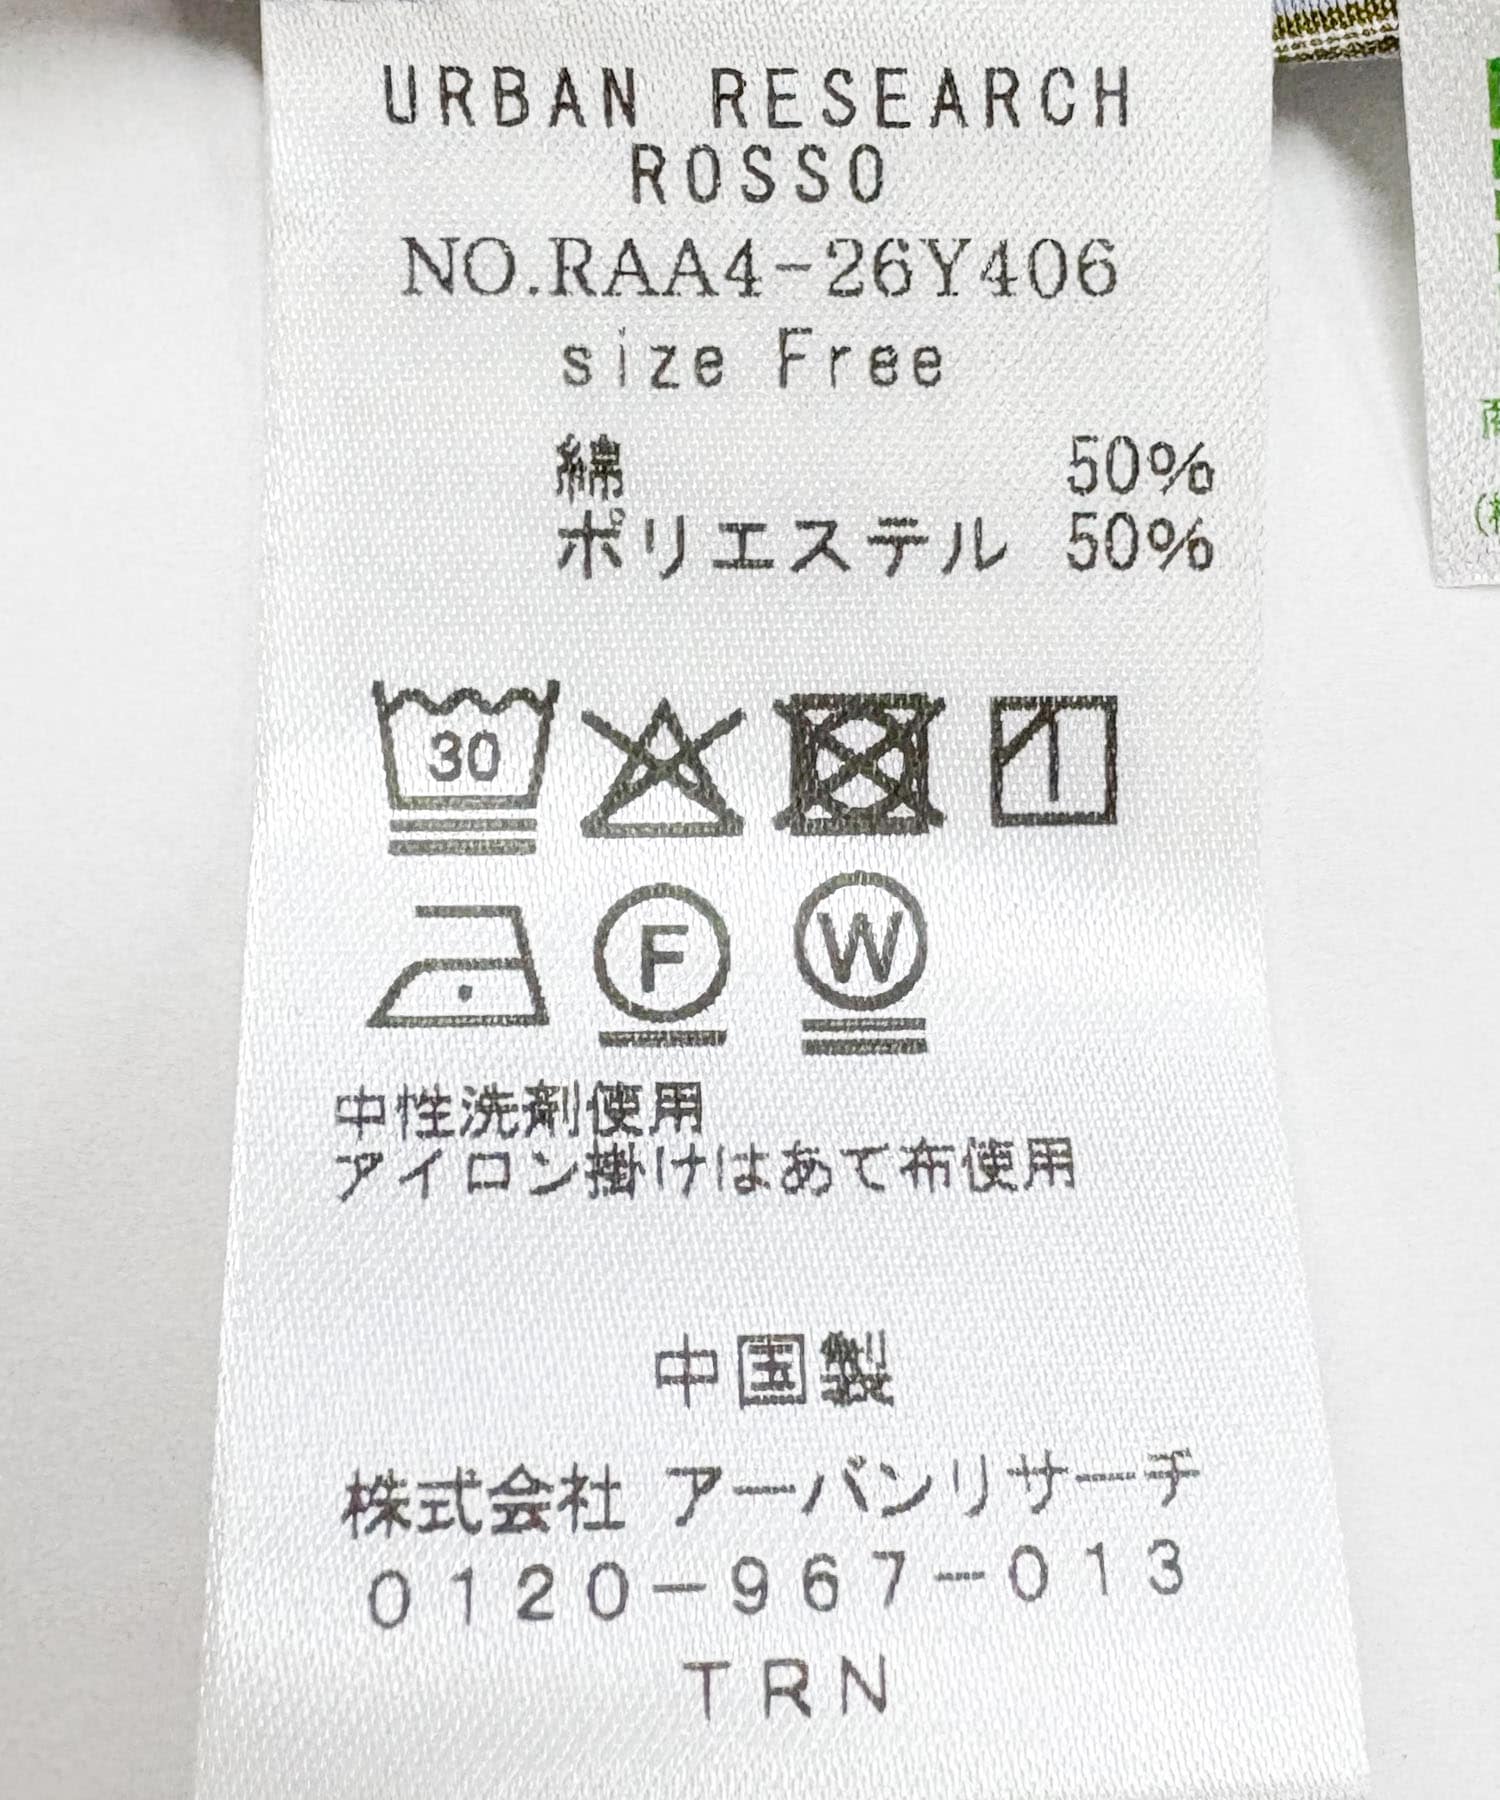 URBAN RESEARCH
ROSSO
NO.RAA4-26Y406
size Free
綿 50%
ポリエステル 50%
30
F
W
中性洗剤使用
アイロン掛けはあて布使用
中国製
株式会社 アーバンリサーチ
0120-967-013
TRN